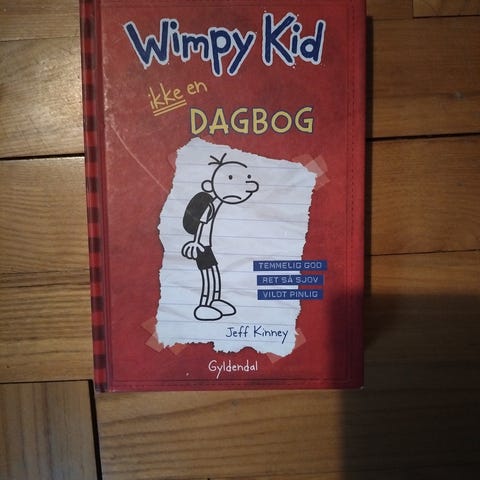 Wimpy Kid
ikke en
DAGBOG
TEMMELIG GOD
RET SÅ SJOV
VILDT PINLIG
Jeff Kinney
Gyldendal